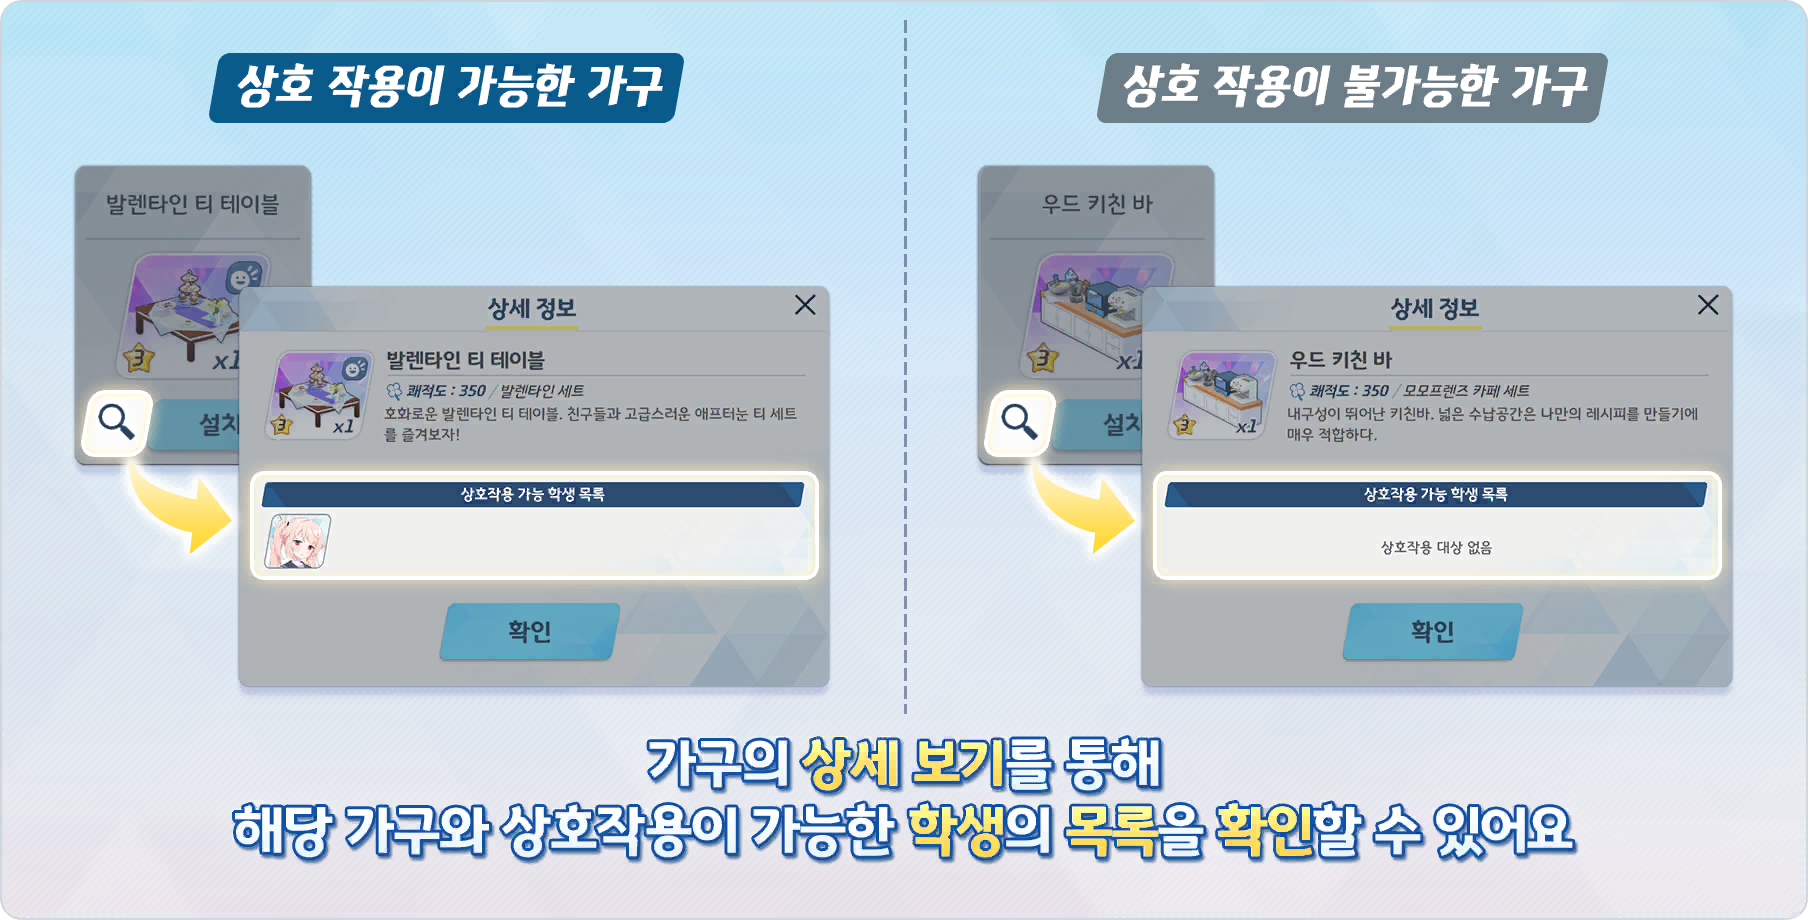 상호 작용이 가능한 가구
발렌타인 티 테이블
3
x1
설치
상세 정보
발렌타인 티 테이블
쾌적도 : 350 / 발렌타인 세트
호화로운 발렌타인 티 테이블. 친구들과 고급스러운 애프터눈 티 세트
를 즐겨보자!
3
x1
상호작용 가능 학생 목록
확인
상호 작용이 불가능한 가구
우드 키친 바
3
x1
설치
상세 정보
우드 키친 바
쾌적도 : 350 / 모모프렌즈 카페 세트
내구성이 뛰어난 키친바. 넓은 수납공간은 나만의 레시피를 만들기에
매우 적합하다.
3
x1
상호작용 가능 학생 목록
상호작용 대상 없음
확인
가구의 상세 보기를 통해
해당 가구와 상호작용이 가능한 학생의 목록을 확인할 수 있어요